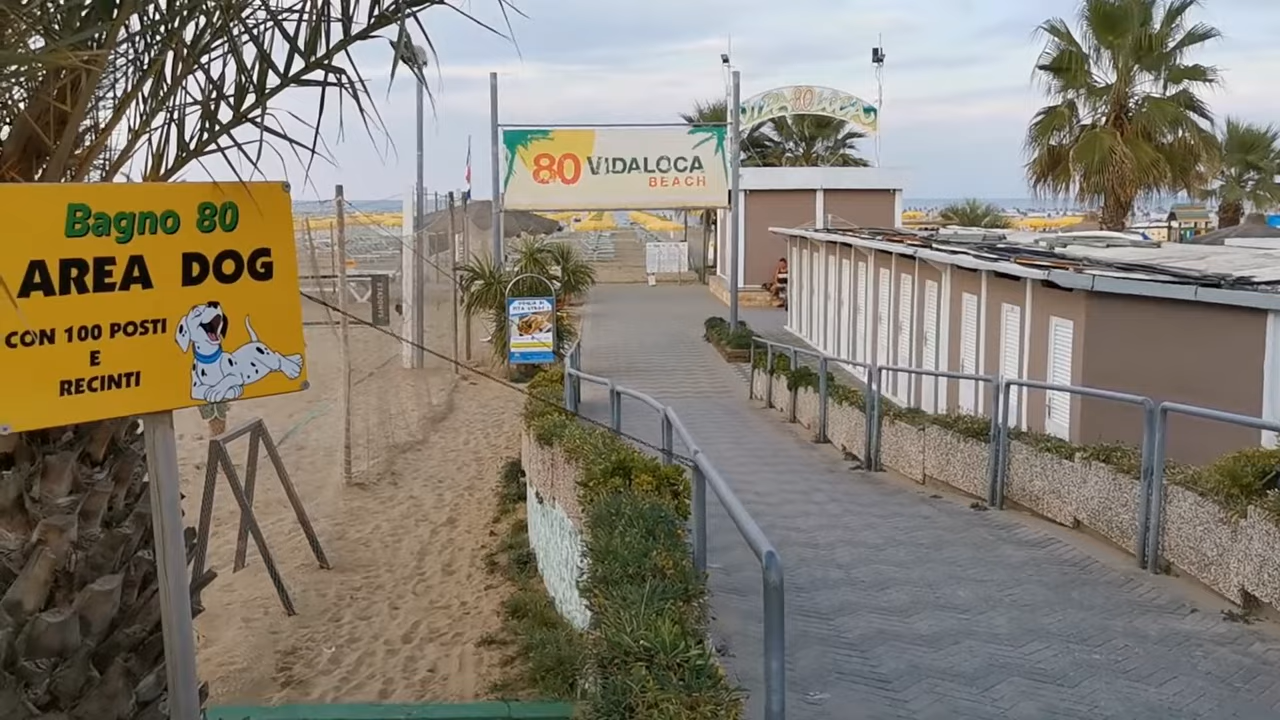 Bagno 80
AREA DOG
CON 100 POSTI
E
RECINTI
80 VIDALOCA
BEACH
80